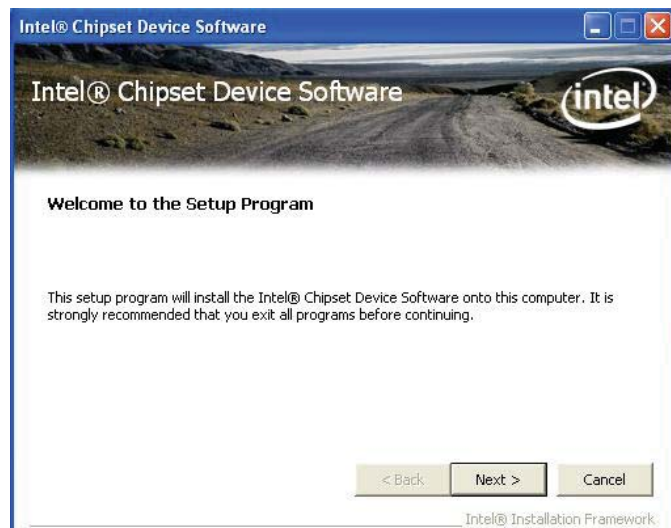 Intel® Chipset Device Software
Intel® Chipset Device Software
intel
Welcome to the Setup Program
This setup program will install the Intel® Chipset Device Software onto this computer. It is
strongly recommended that you exit all programs before continuing.
< Back
Next >
Cancel
Intel® Installation Framework